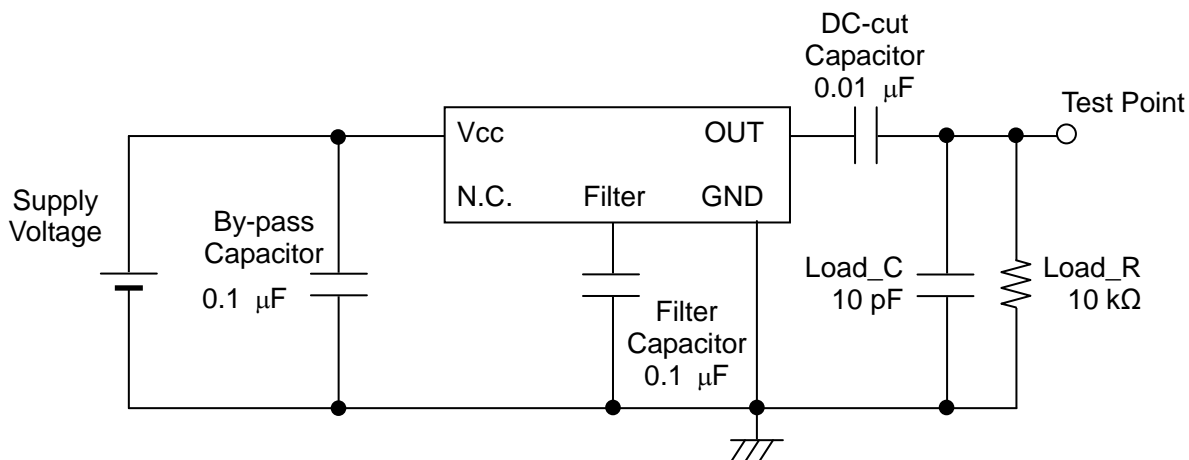 DC-cut
Capacitor
0.01 μF
Test Point
Vcc OUT
N.C. Filter GND
Supply
Voltage
By-pass
Capacitor
0.1 μF
Filter
Capacitor
0.1 μF
Load_C
10 pF
Load_R
10 kΩ